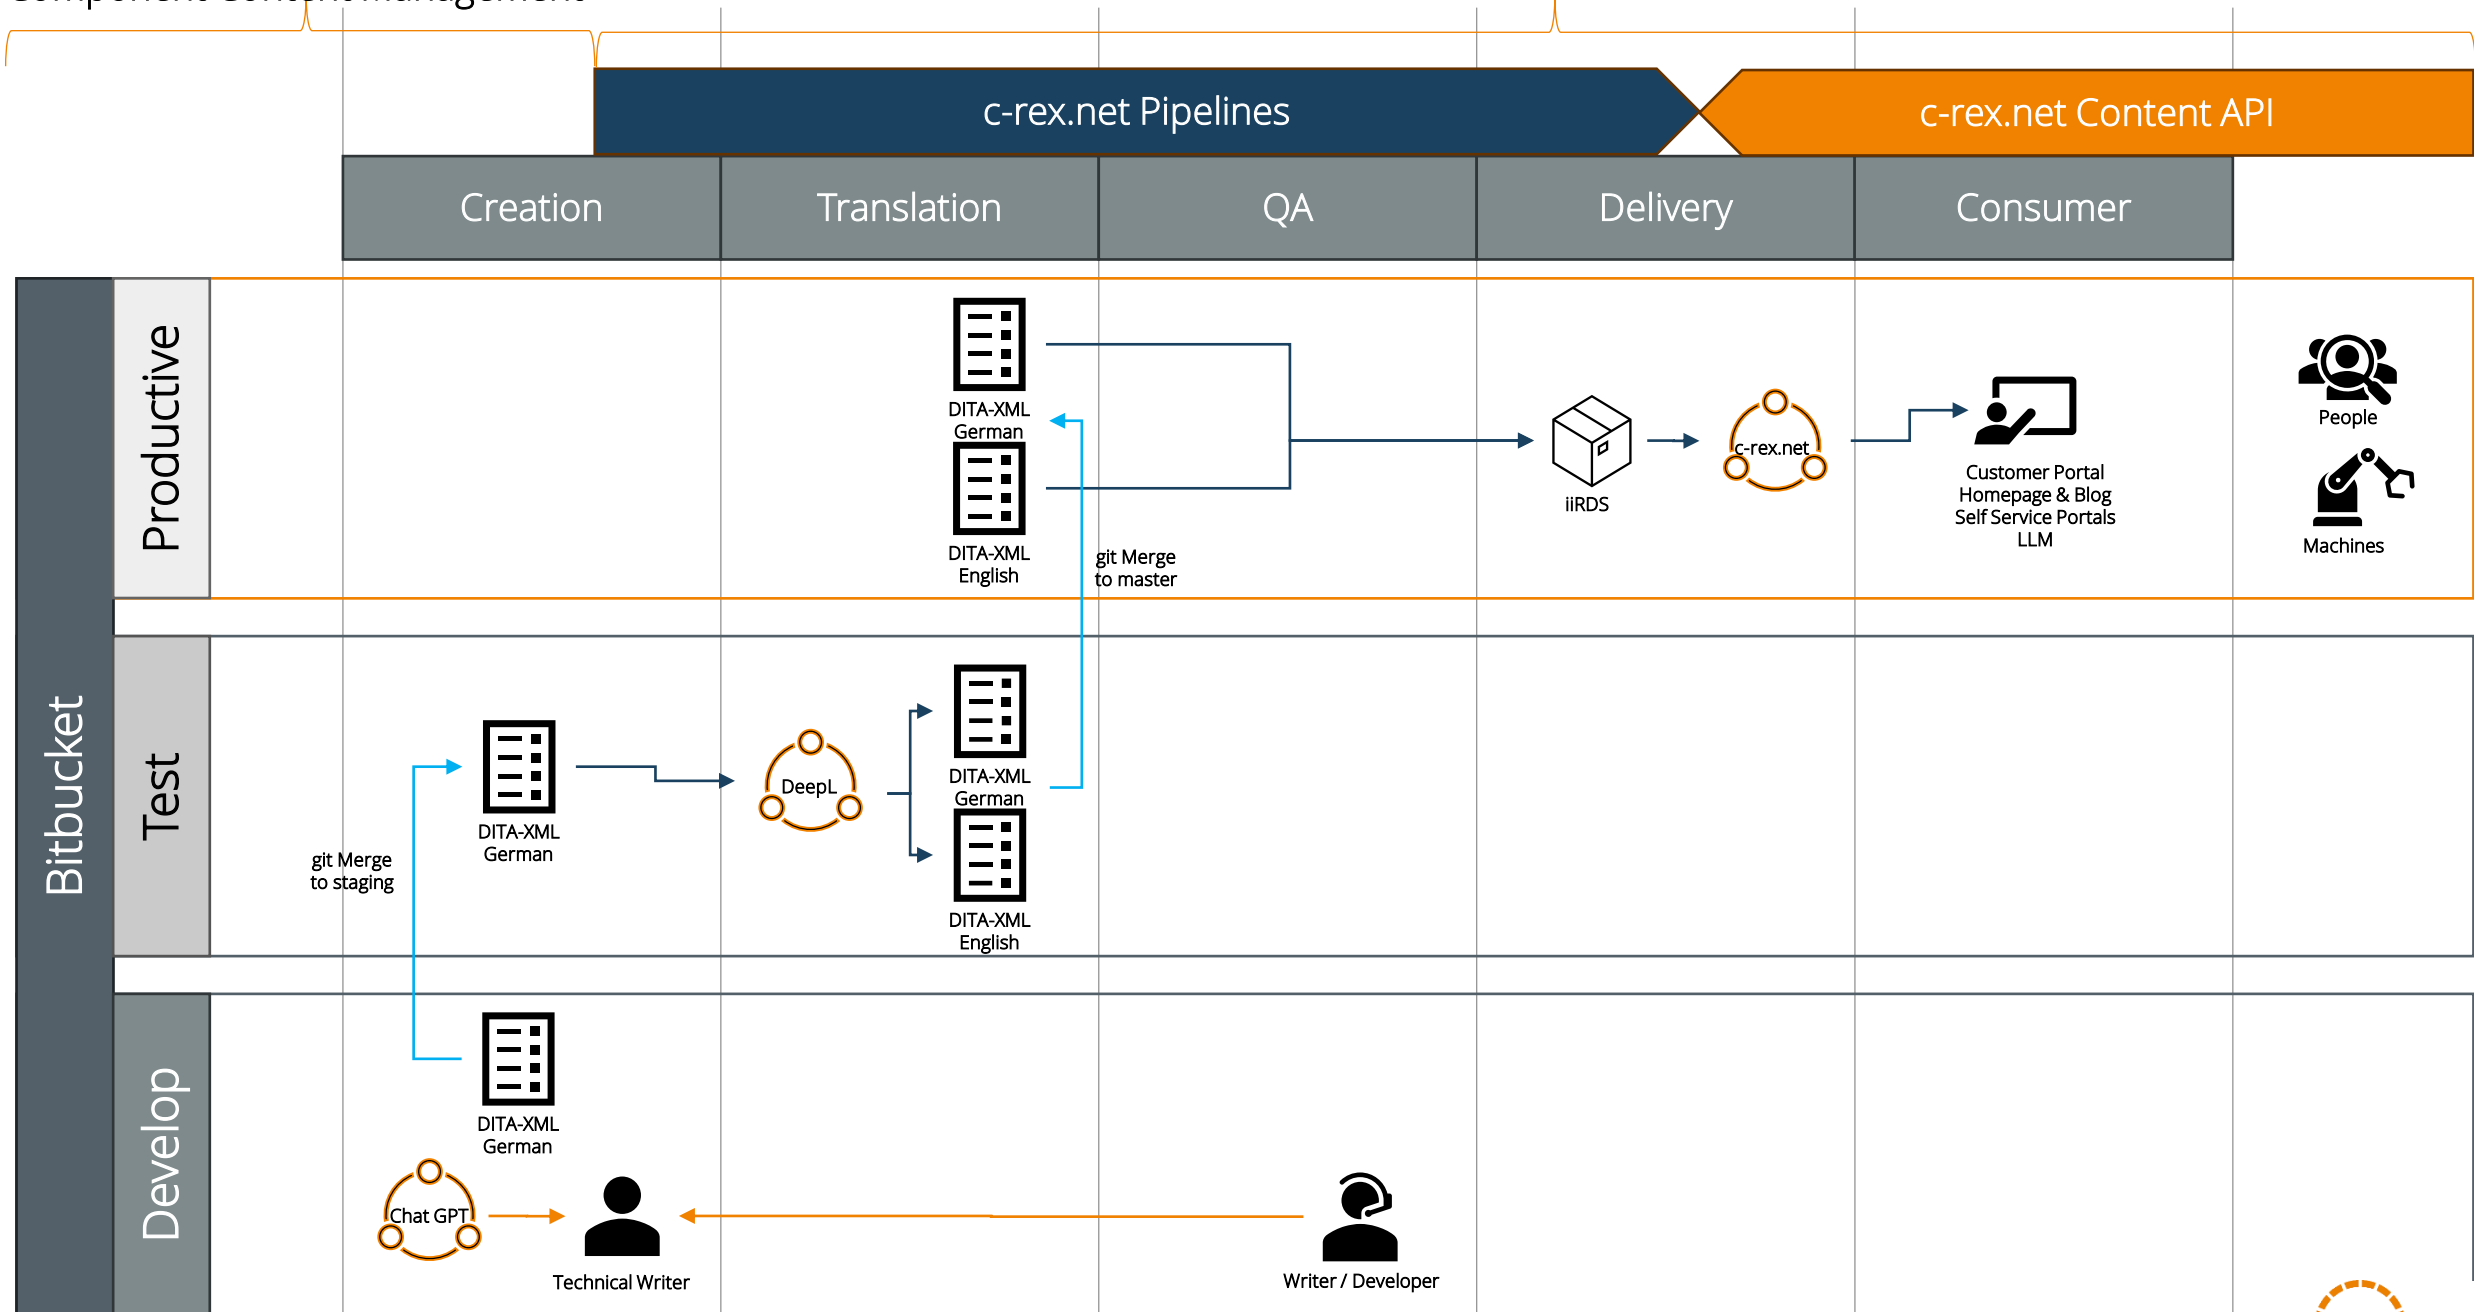 Component Content Management
c-rex.net Pipelines
c-rex.net Content API
Creation
Translation
QA
Delivery
Consumer
Bitbucket
Productive
DITA-XML
German
DITA-XML
English
git Merge
to master
iiRDS
c-rex.net
Customer Portal
Homepage & Blog
Self Service Portals
LLM
People
Machines
Test
git Merge
to staging
DITA-XML
German
DeepL
DITA-XML
German
DITA-XML
English
Develop
DITA-XML
German
Chat GPT
Technical Writer
Writer / Developer